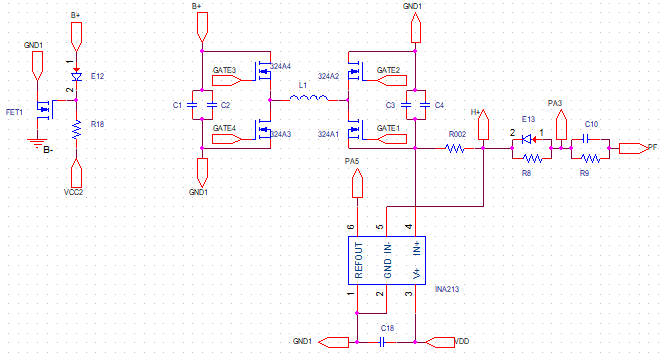 B+
GND1
1
E12
2
FET1
R18
B-
VCC2
B+
GND1
GATE3
324A4
324A2
GATE2
L1
C1
C2
C3
C4
GATE4
324A3
324A1
GATE1
GND1
H+
R002
E13
2
1
PA3
C10
R8
R9
PF
PA5
6
5
4
REFOUT
GND IN-
V+ IN+
INA213
1
2
3
GND1
C18
VDD